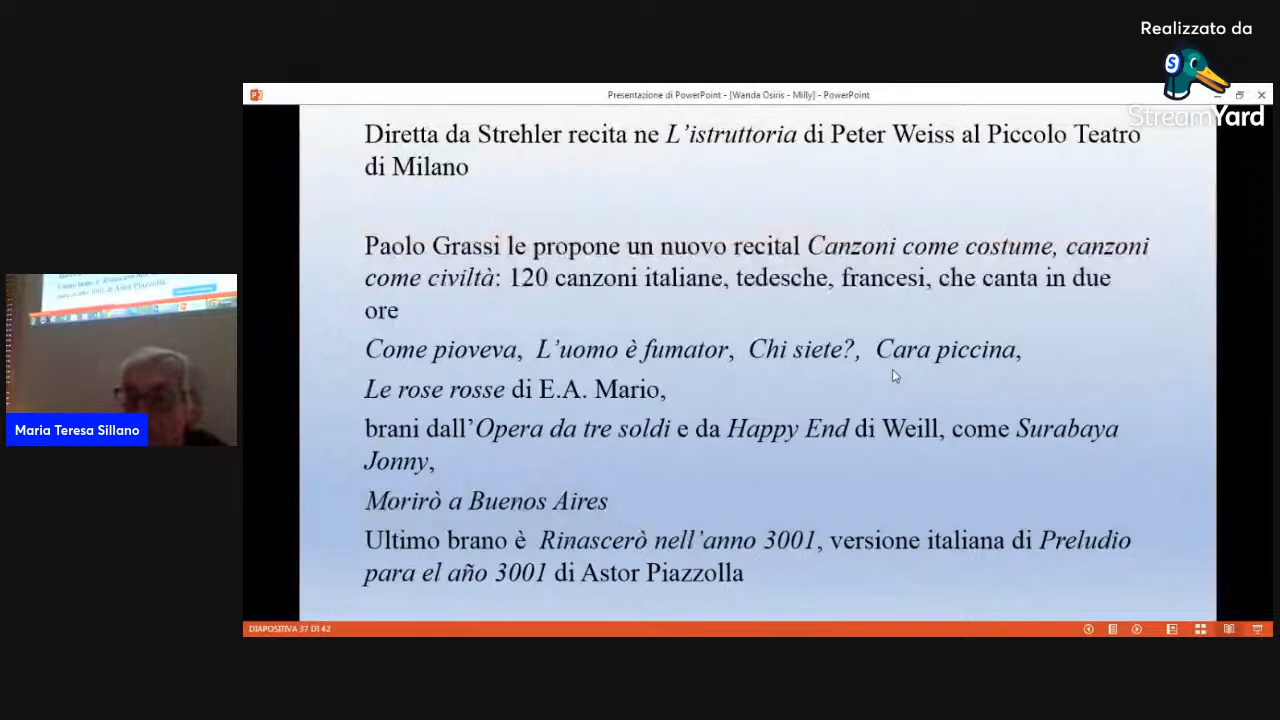 Realizzato da
StreamYard
Presentazione di PowerPoint - [Wanda Osiris - Milly] - PowerPoint
Diretta da Strehler recita ne L'istruttoria di Peter Weiss al Piccolo Teatro
di Milano
Paolo Grassi le propone un nuovo recital Canzoni come costume, canzoni
come civiltà: 120 canzoni italiane, tedesche, francesi, che canta in due
ore
Come pioveva, L'uomo è fumator, Chi siete?, Cara piccina,
Le rose rosse di E.A. Mario,
brani dall'Opera da tre soldi e da Happy End di Weill, come Surabaya
Jonny,
Morirò a Buenos Aires
Ultimo brano è Rinascerò nell'anno 3001, versione italiana di Preludio
para el año 3001 di Astor Piazzolla
DIAPOSITIVA 37 DI 42
Maria Teresa Sillano